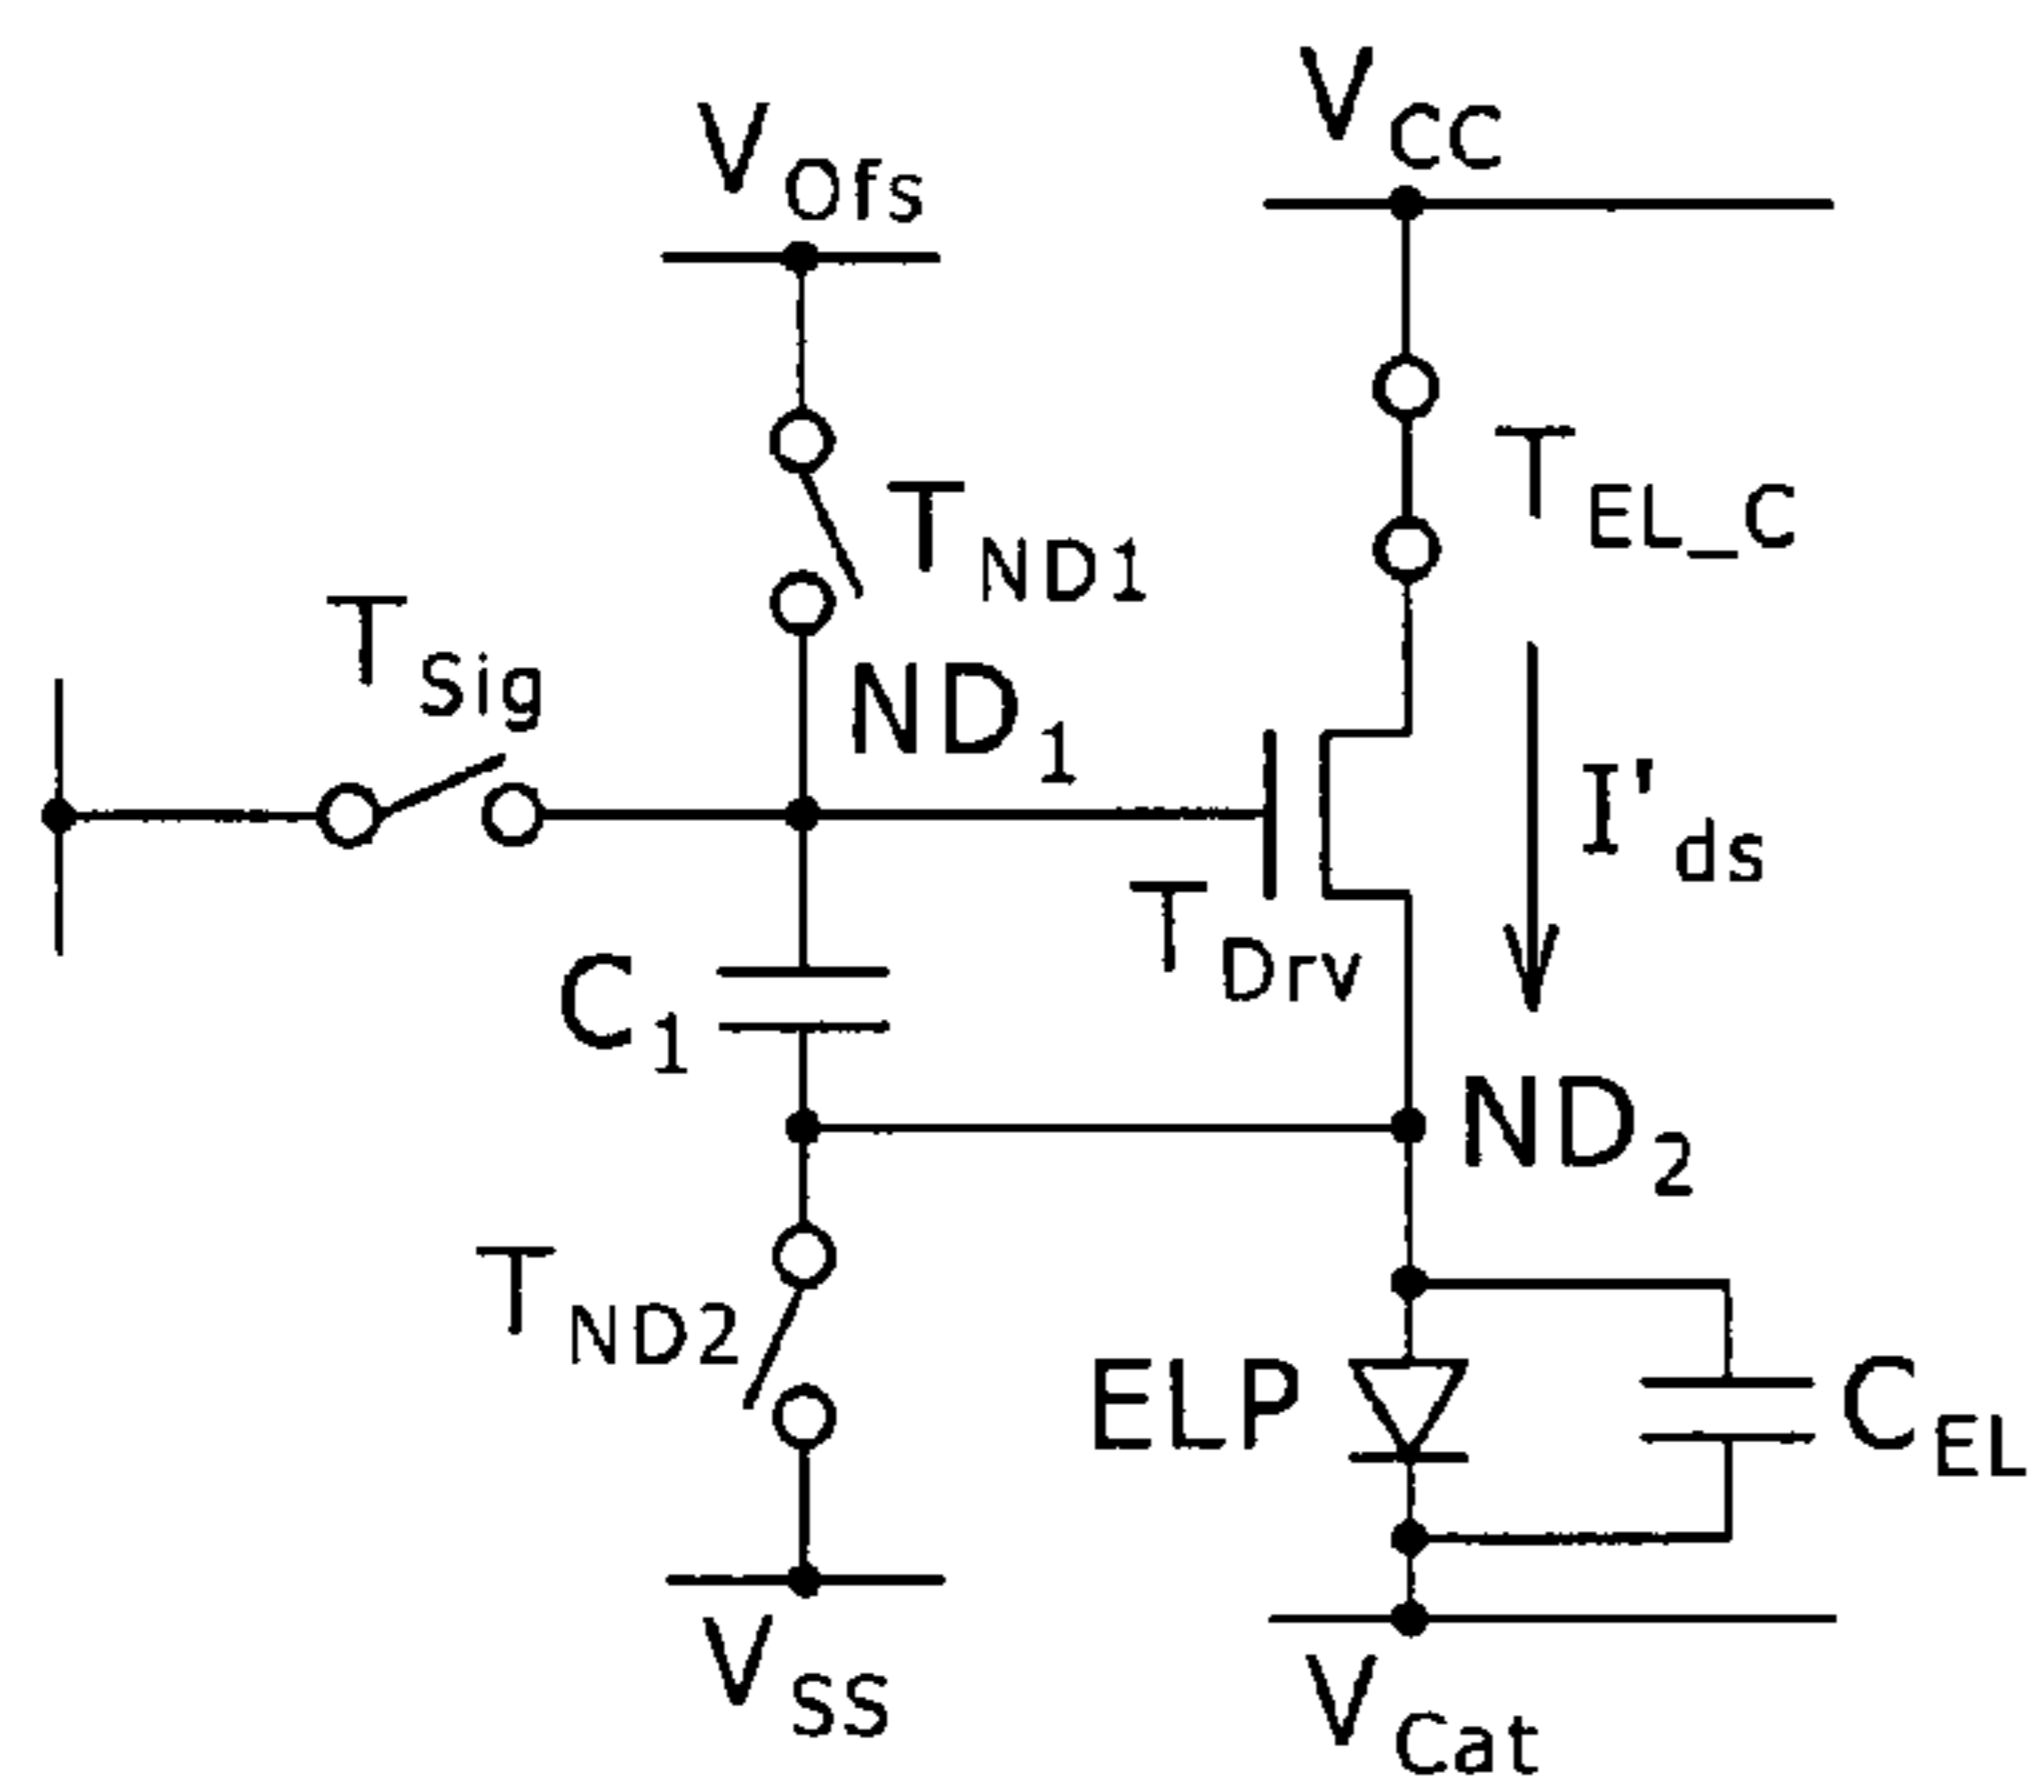 V_CC
V_Ofs
T_EL_C
T_ND1
T_Sig
ND_1
I'_ds
T_Drv
C_1
ND_2
T_ND2
ELP
C_EL
V_SS
V_Cat